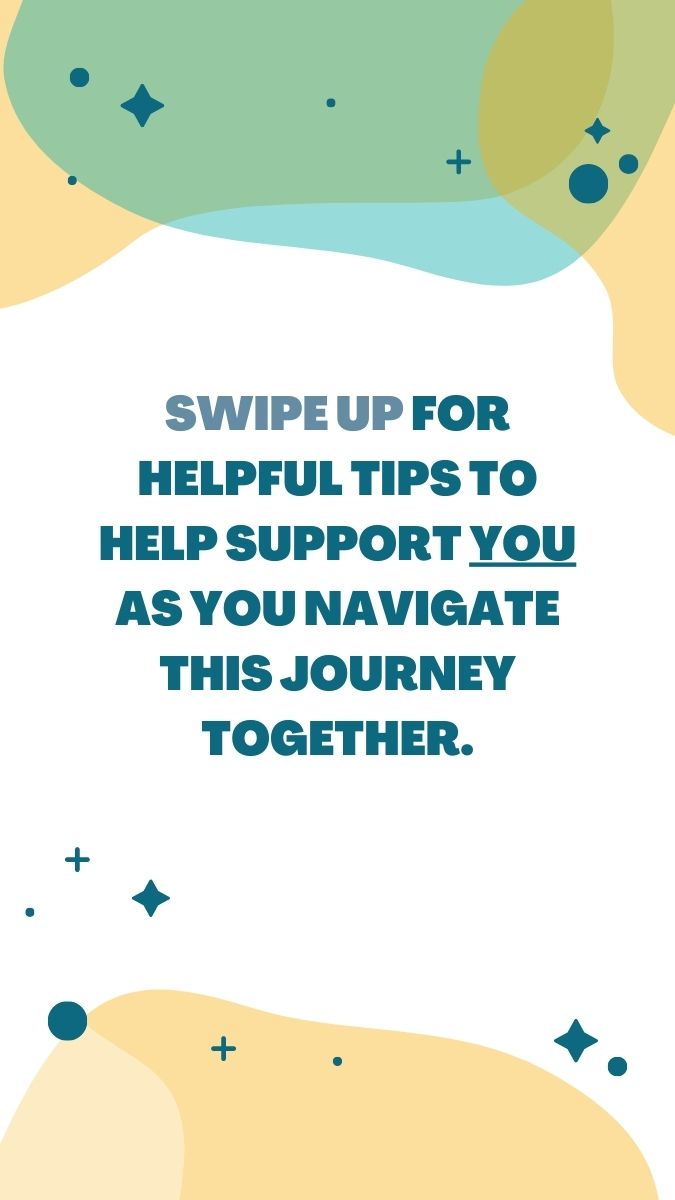 SWIPE UP FOR
HELPFUL TIPS TO
HELP SUPPORT YOU
AS YOU NAVIGATE
THIS JOURNEY
TOGETHER.